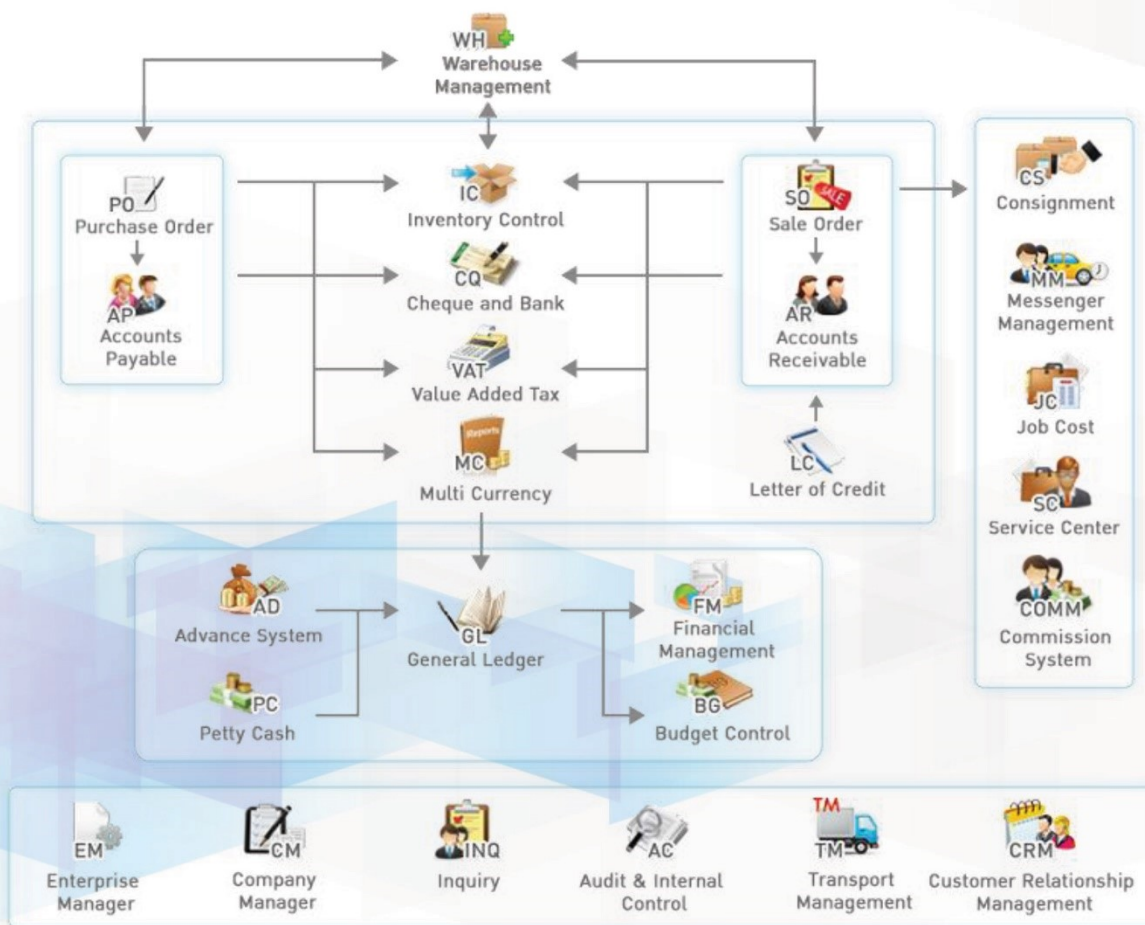 WH
Warehouse
Management
PO
Purchase Order
AP
Accounts
Payable
IC
Inventory Control
CQ
Cheque and Bank
VAT
Value Added Tax
Reports
MC
Multi Currency
SALE
SO
Sale Order
AR
Accounts
Receivable
LC
Letter of Credit
CS
Consignment
MM
Messenger
Management
JC
Job Cost
SC
Service Center
COMM
Commission
System
AD
Advance System
PC
Petty Cash
GL
General Ledger
FM
Financial
Management
BG
Budget Control
EM
Enterprise
Manager
CM
Company
Manager
INQ
Inquiry
AC
Audit & Internal
Control
TM
TM
Transport
Management
CRM
Customer Relationship
Management